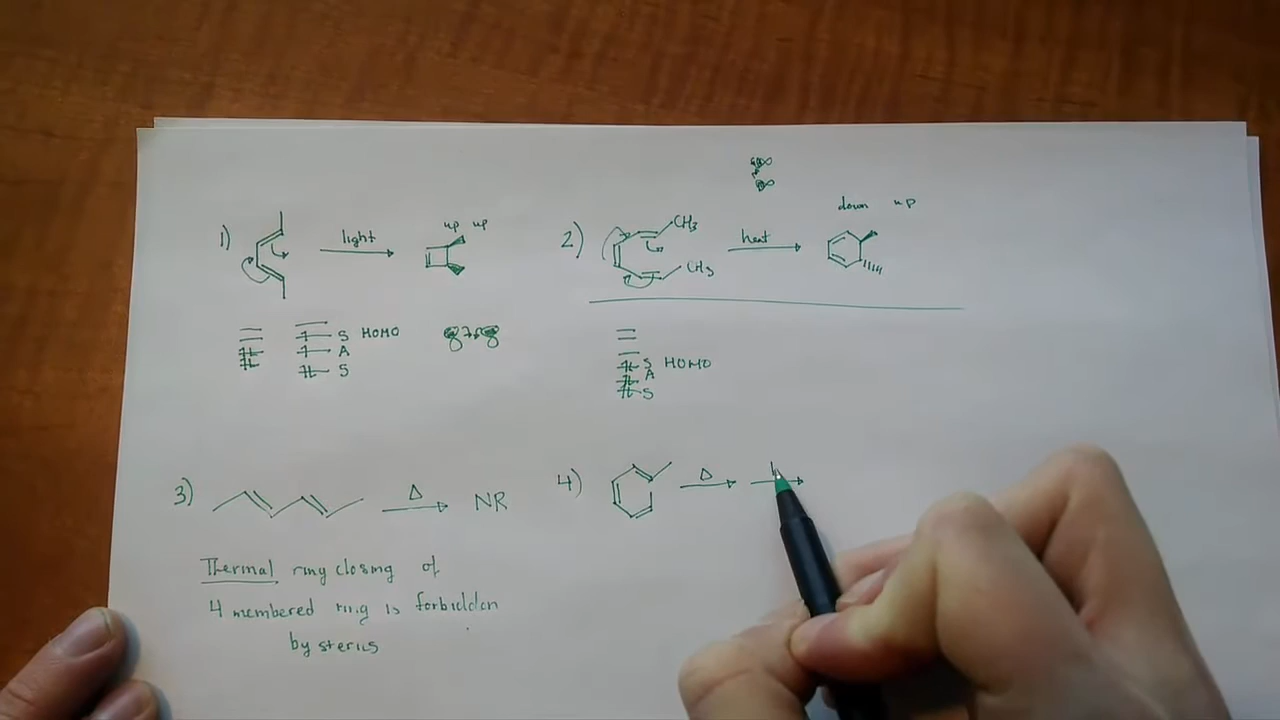 1) light up up
2) CH3 CH3 heat down up
S HOMO
A
S
S HOMO
A
S
3) Δ NR
Thermal ring closing of
4 membered ring is forbidden
by sterics
4) Δ